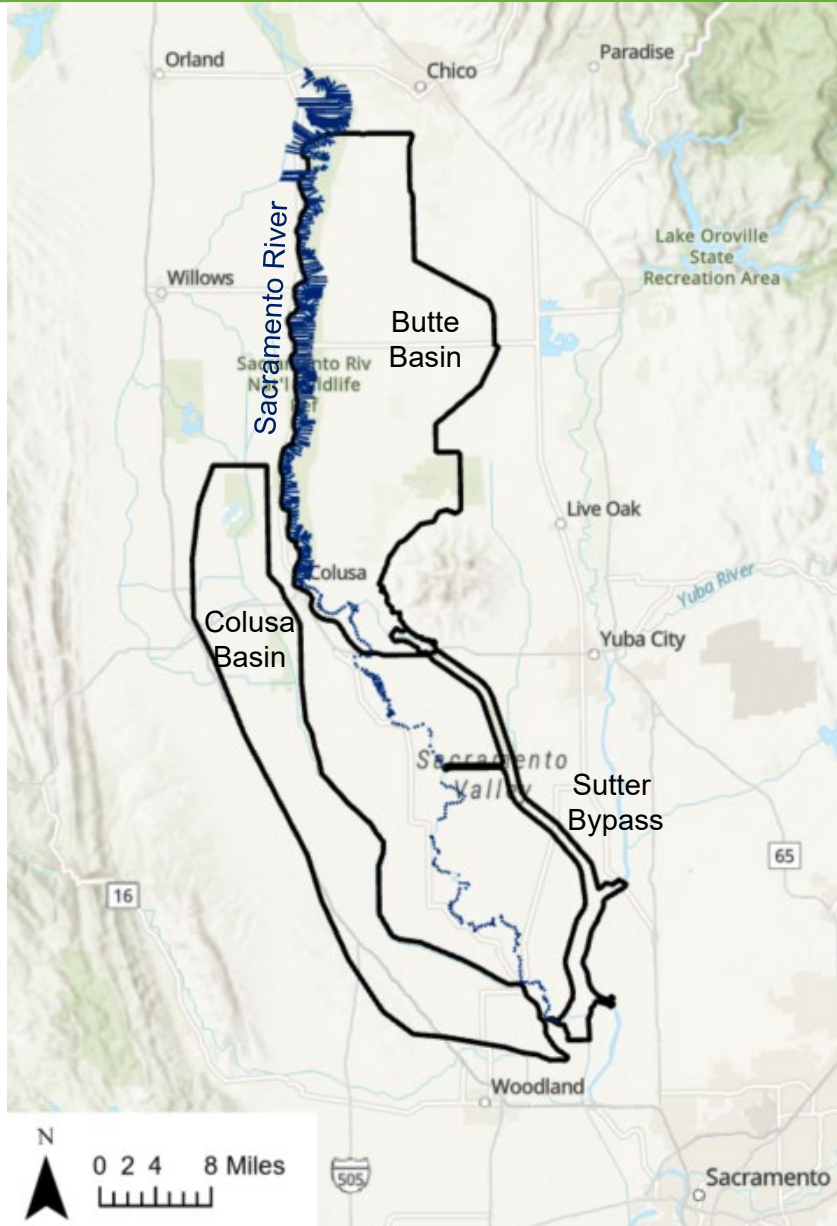 Orland
Paradise
Chico
Sacramento River
Lake Oroville
State
Recreation Area
Willows
Butte
Basin
Live Oak
Colusa
Yuba River
Colusa
Basin
Yuba City
Sacramento
Valley
Sutter
Bypass
65
16
Woodland
N
0 2 4 8 Miles
505
Sacramento